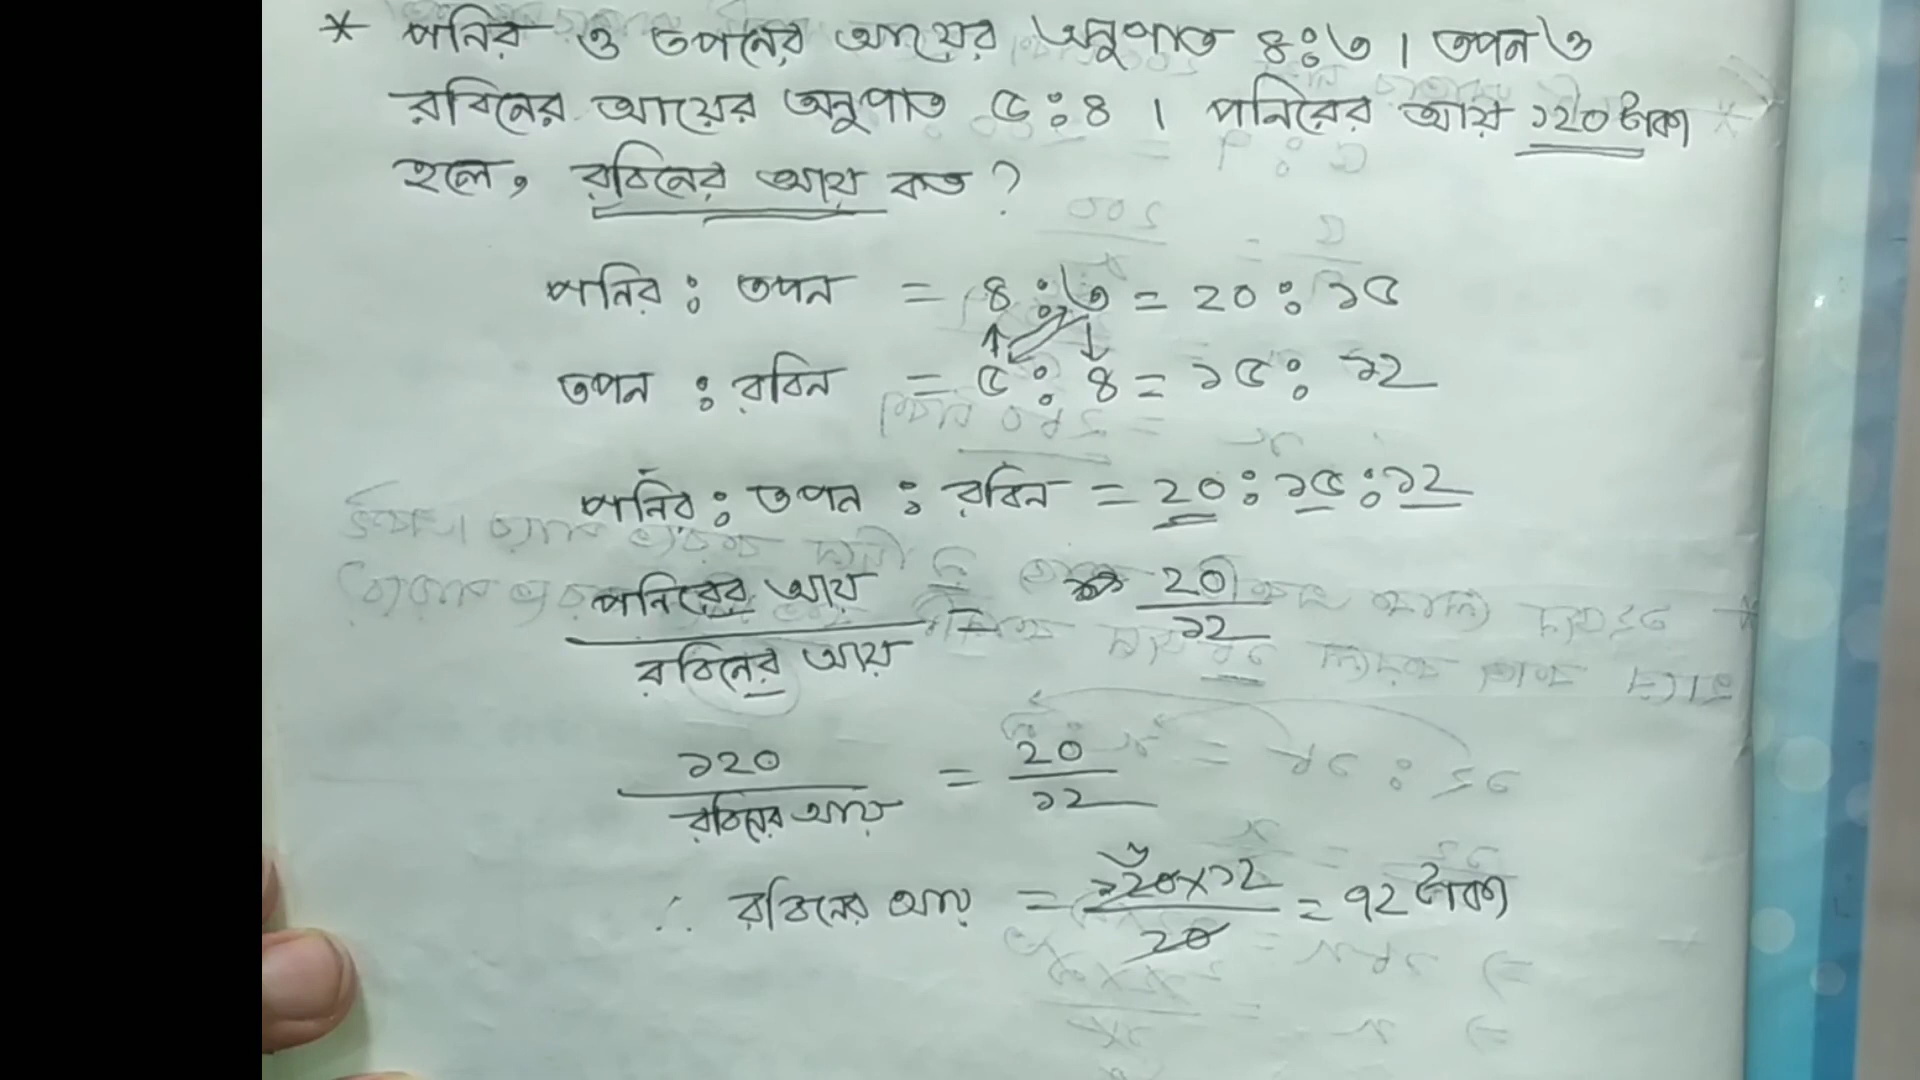 * পনির ও তপনের আয়ের অনুপাত ৪:৩। তপন ও
রবিনের আয়ের অনুপাত ৫:৪। পনিরের আয় ১২০ টাকা
হলে, রবিনের আয় কত?
পনির : তপন = ৪:৩ = ২০:১৫
তপন : রবিন = ৫:৪ = ১৫:১২
পনির : তপন : রবিন = ২০:১৫:১২
পনিরের আয় / রবিনের আয় = ২০ / ১২
১২০ / রবিনের আয় = ২০ / ১২
∴ রবিনের আয় = ১২০×১২ / ২০ = ৭২ টাকা